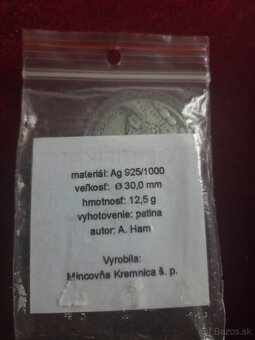 materiál: Ag 925/1000
veľkosť: Ø 30,0 mm
hmotnosť: 12,5 g
vyhotovenie: patina
autor: A. Ham
Vyrobila:
Mincovňa Kremnica š. p.
Bazos.sk